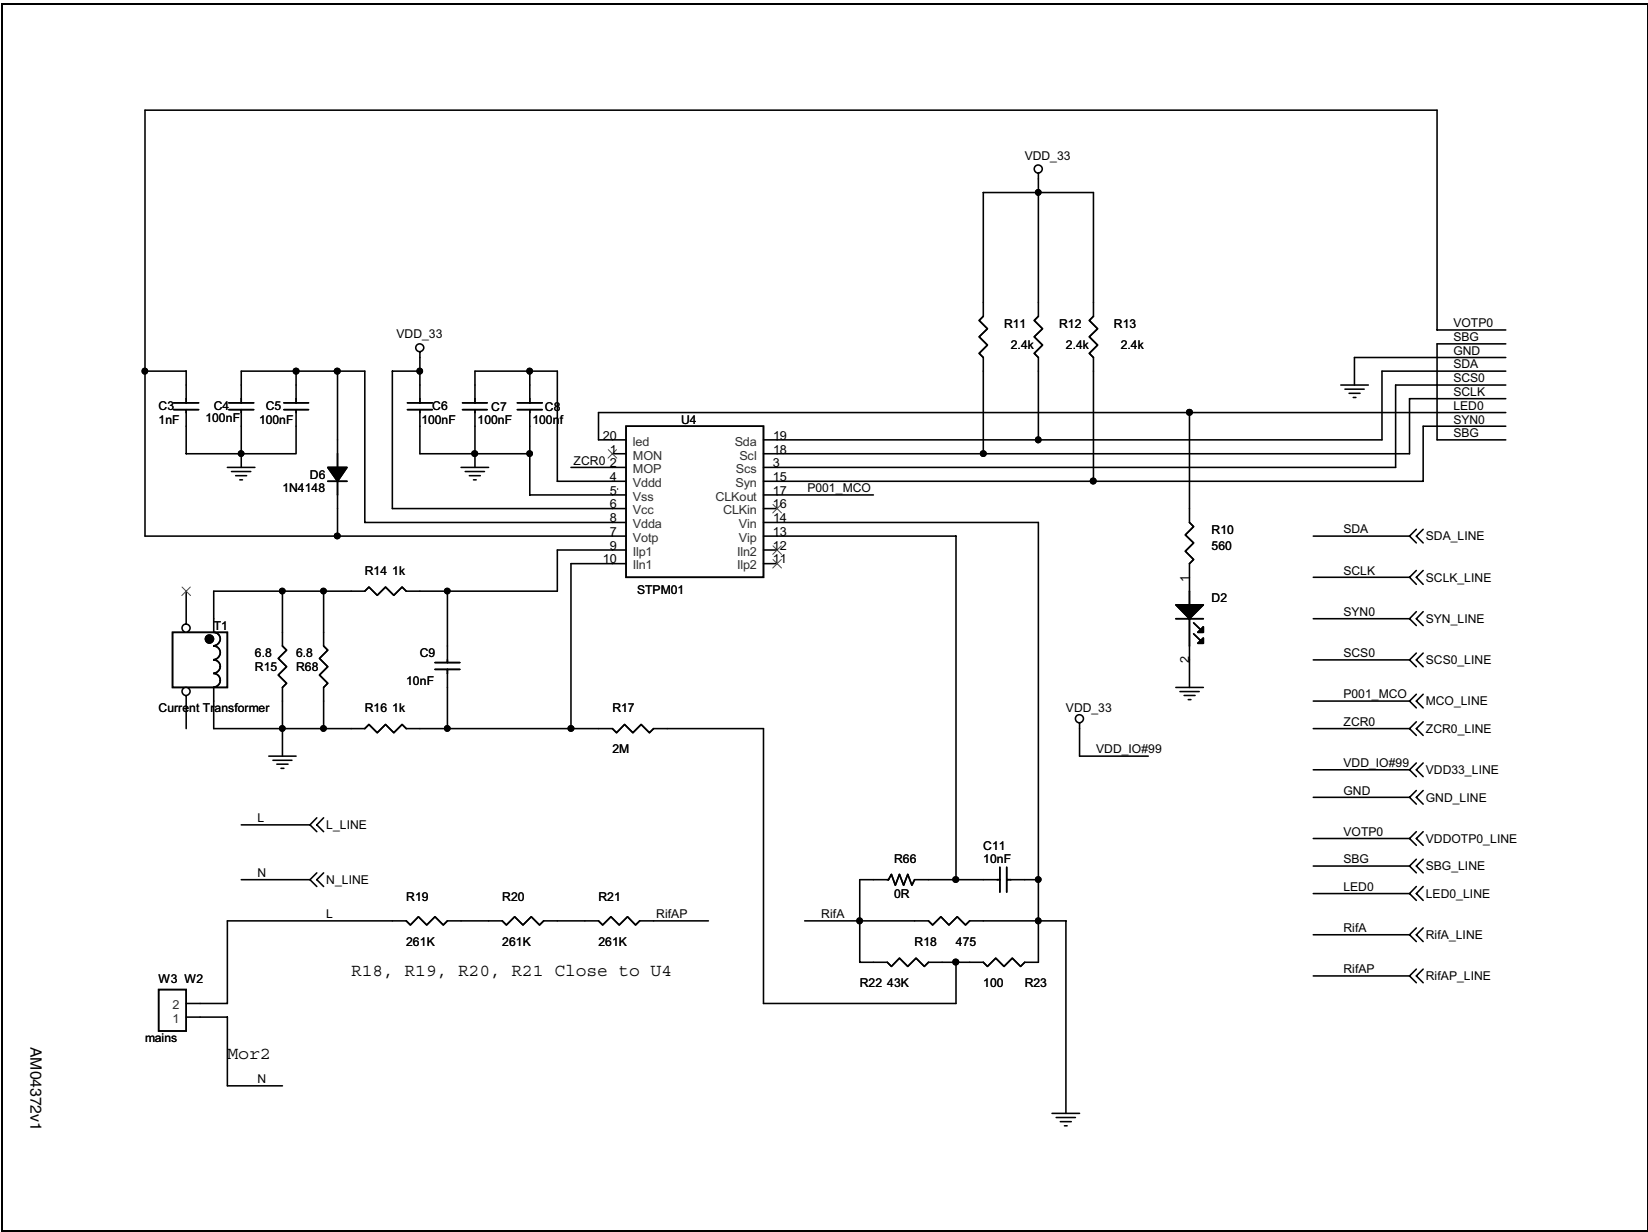 VDD_33
VOTP0
SBG
GND
SDA
SCS0
SCLK
LED0
SYN0
SBG
R11
2.4k
R12
2.4k
R13
2.4k
VDD_33
C3
1nF
C4
100nF
C5
100nF
C6
100nF
C7
100nF
C8
100nf
D6
1N4148
U4
20 led
1 MON
ZCR0 2 MOP
4 Vddd
5 Vss
6 Vcc
8 Vdda
7 Votp
9 IIp1
10 IIn1
Sda 19
Scl 18
Scs 3
Syn 15
CLKout 17 P001_MCO
CLKin 16
Vin 14
Vip 13
IIn2 12
IIp2 11
STPM01
R10
560
1
D2
2
R14 1k
T1
6.8
R15
6.8
R68
C9
10nF
Current Transformer
R16 1k
R17
2M
VDD_33
VDD_IO#99
SDA SDA_LINE
SCLK SCLK_LINE
SYN0 SYN_LINE
SCS0 SCS0_LINE
P001_MCO MCO_LINE
ZCR0 ZCR0_LINE
VDD_IO#99 VDD33_LINE
GND GND_LINE
VOTP0 VDDOTP0_LINE
SBG SBG_LINE
LED0 LED0_LINE
RifA RifA_LINE
RifAP RifAP_LINE
L L_LINE
N N_LINE
L
R19
261K
R20
261K
R21
261K
RifAP
R18, R19, R20, R21 Close to U4
RifA
R66
0R
C11
10nF
R18 475
R22 43K
100 R23
W3 W2
2
1
mains
Mor2
N
AM04372v1